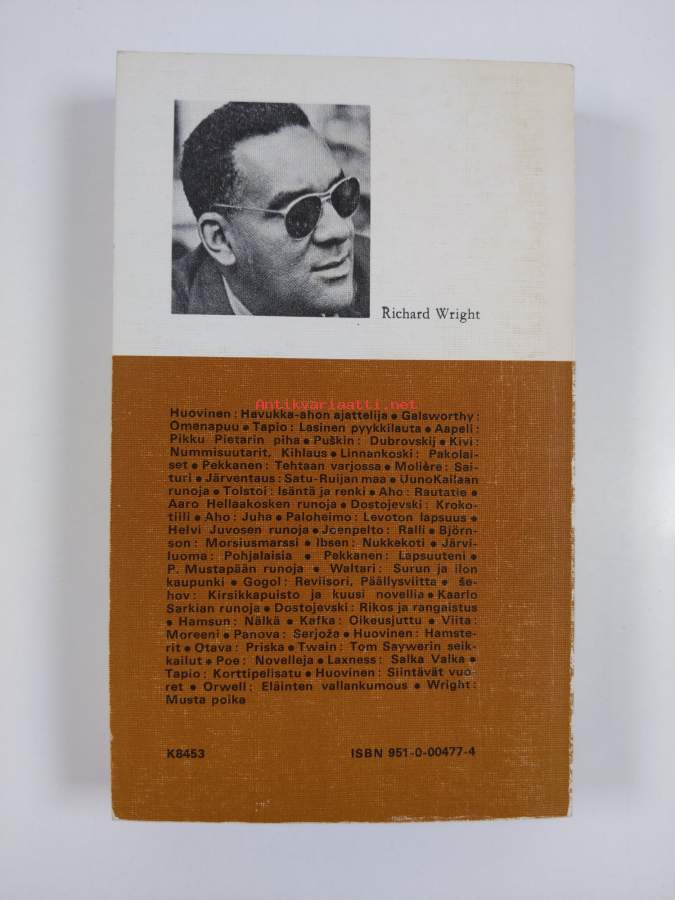 Richard Wright
Antikvariaatti.net
Huovinen: Havukka-ahon ajattelija ● Galsworthy:
Omenapuu ● Tapio: Lasinen pyykkilauta ● Aapeli:
Pikku Pietarin piha ● Puškin: Dubrovskij ● Kivi:
Nummisuutarit, Kihlaus ● Linnankoski: Pakolai-
set ● Pekkanen: Tehtaan varjossa ● Molière: Sai-
turi ● Järventaus: Satu-Ruijan maa ● Uuno Kailaan
runoja ● Tolstoi: Isäntä ja renki ● Aho: Rautatie ●
Aaro Hellaakosken runoja ● Dostojevski: Kroko-
tiili ● Aho: Juha ● Paloheimo: Levoton lapsuus ●
Helvi Juvosen runoja ● Joenpelto: Ralli ● Björn-
son: Morsiusmarssi ● Ibsen: Nukkekoti ● Järvi-
luoma: Pohjalaisia ● Pekkanen: Lapsuuteni ●
P. Mustapään runoja ● Waltari: Surun ja ilon
kaupunki ● Gogol: Reviisori, Päällysviitta ● še-
hov: Kirsikkapuisto ja kuusi novellia ● Kaarlo
Sarkian runoja ● Dostojevski: Rikos ja rangaistus
● Hamsun: Nälkä ● Kafka: Oikeusjuttu ● Viita:
Moreeni ● Panova: Serjoža ● Huovinen: Hamste-
rit ● Otava: Priska ● Twain: Tom Saywerin seik-
kailut ● Poe: Novelleja ● Laxness: Salka Valka ●
Tapio: Korttipelisatu ● Huovinen: Siintävät vuo-
ret ● Orwell: Eläinten vallankumous ● Wright:
Musta poika
K8453 ISBN 951-0-00477-4